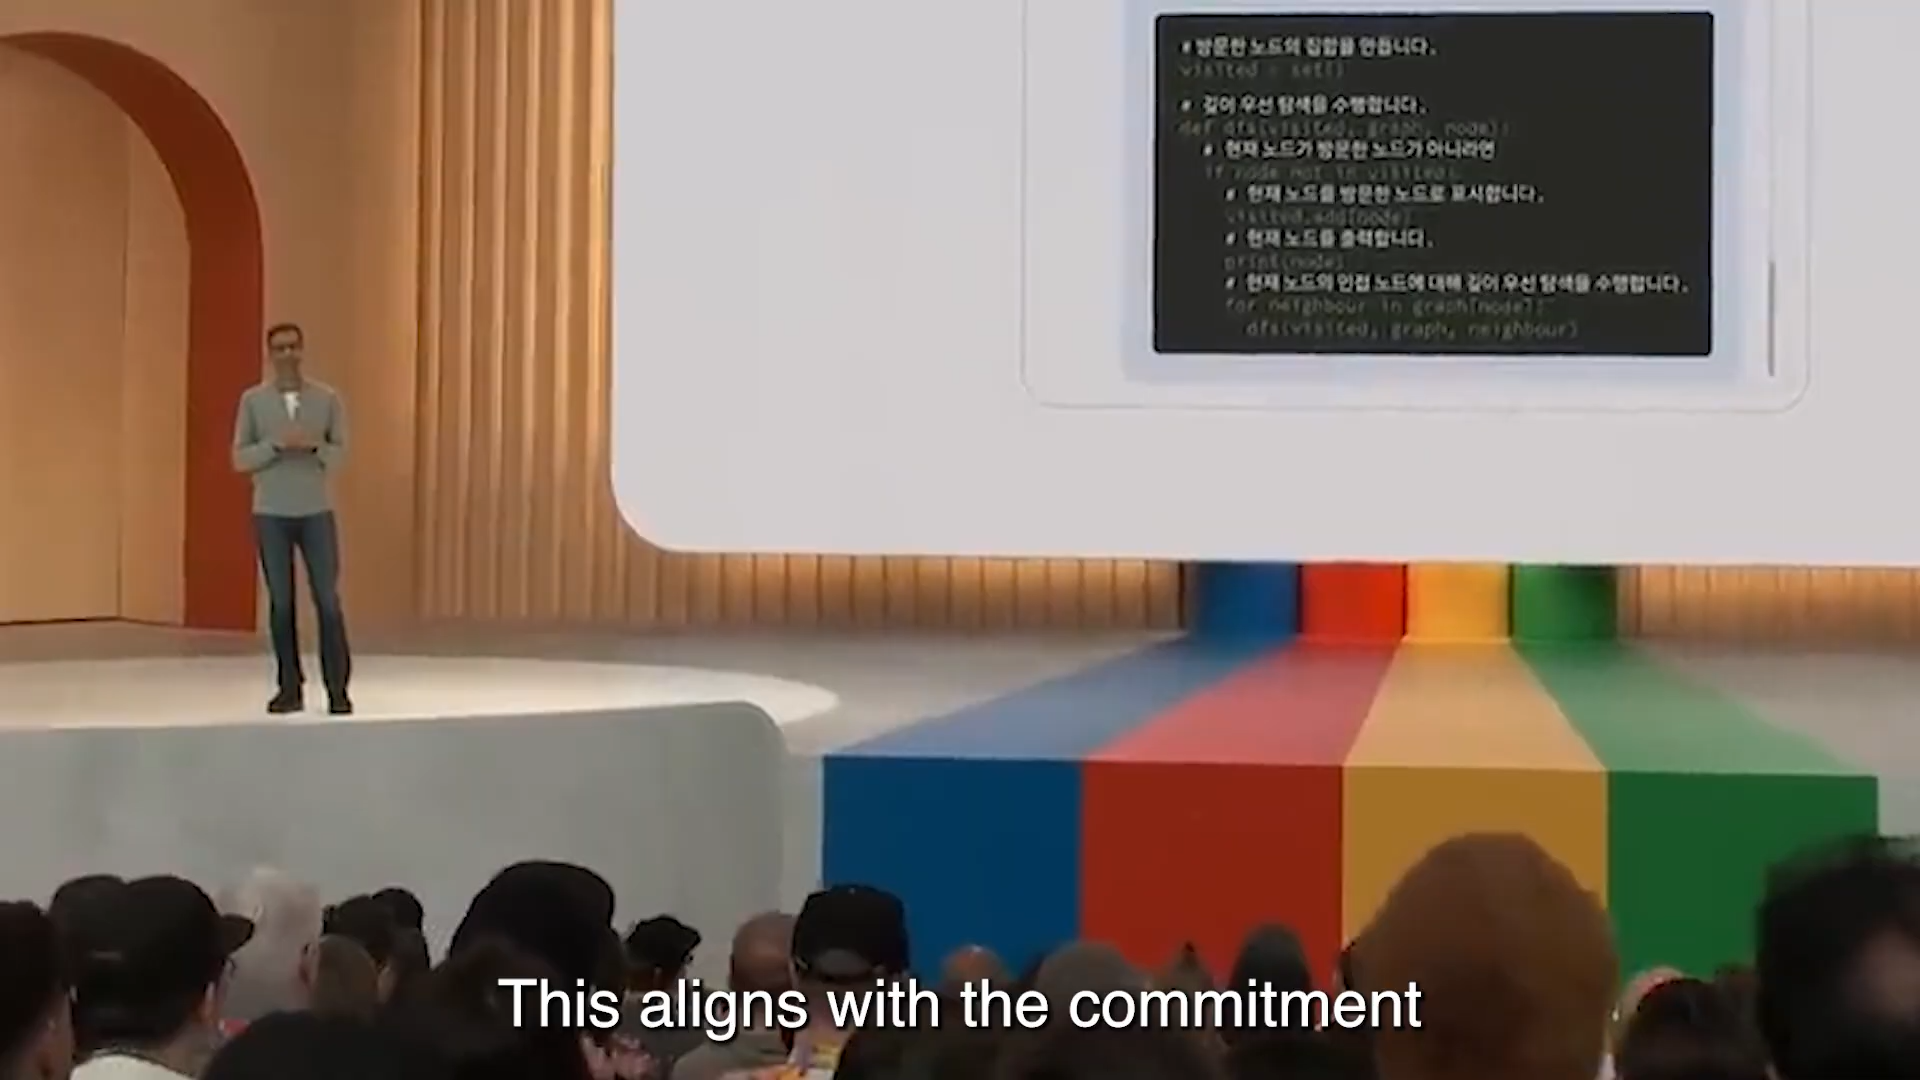 # 방문한 노드의 집합을 만듭니다.
visited = set()
# 깊이 우선 탐색을 수행합니다.
def dfs(visited, graph, node):
# 현재 노드가 방문한 노드가 아니라면
if node not in visited:
# 현재 노드를 방문한 노드로 표시합니다.
visited.add(node)
# 현재 노드를 출력합니다.
print(node)
# 현재 노드의 인접 노드에 대해 깊이 우선 탐색을 수행합니다.
for neighbour in graph[node]:
dfs(visited, graph, neighbour)
This aligns with the commitment